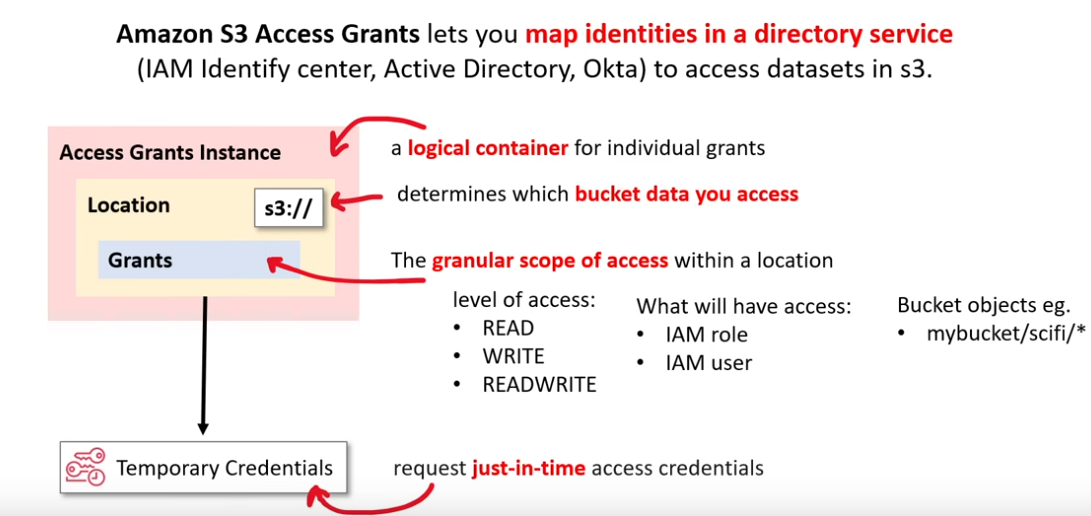 Amazon S3 Access Grants lets you map identities in a directory service
(IAM Identify center, Active Directory, Okta) to access datasets in s3.
Access Grants Instance
a logical container for individual grants
Location
s3://
determines which bucket data you access
Grants
The granular scope of access within a location
level of access:
• READ
• WRITE
• READWRITE
What will have access:
• IAM role
• IAM user
Bucket objects eg.
• mybucket/scifi/*
Temporary Credentials
request just-in-time access credentials